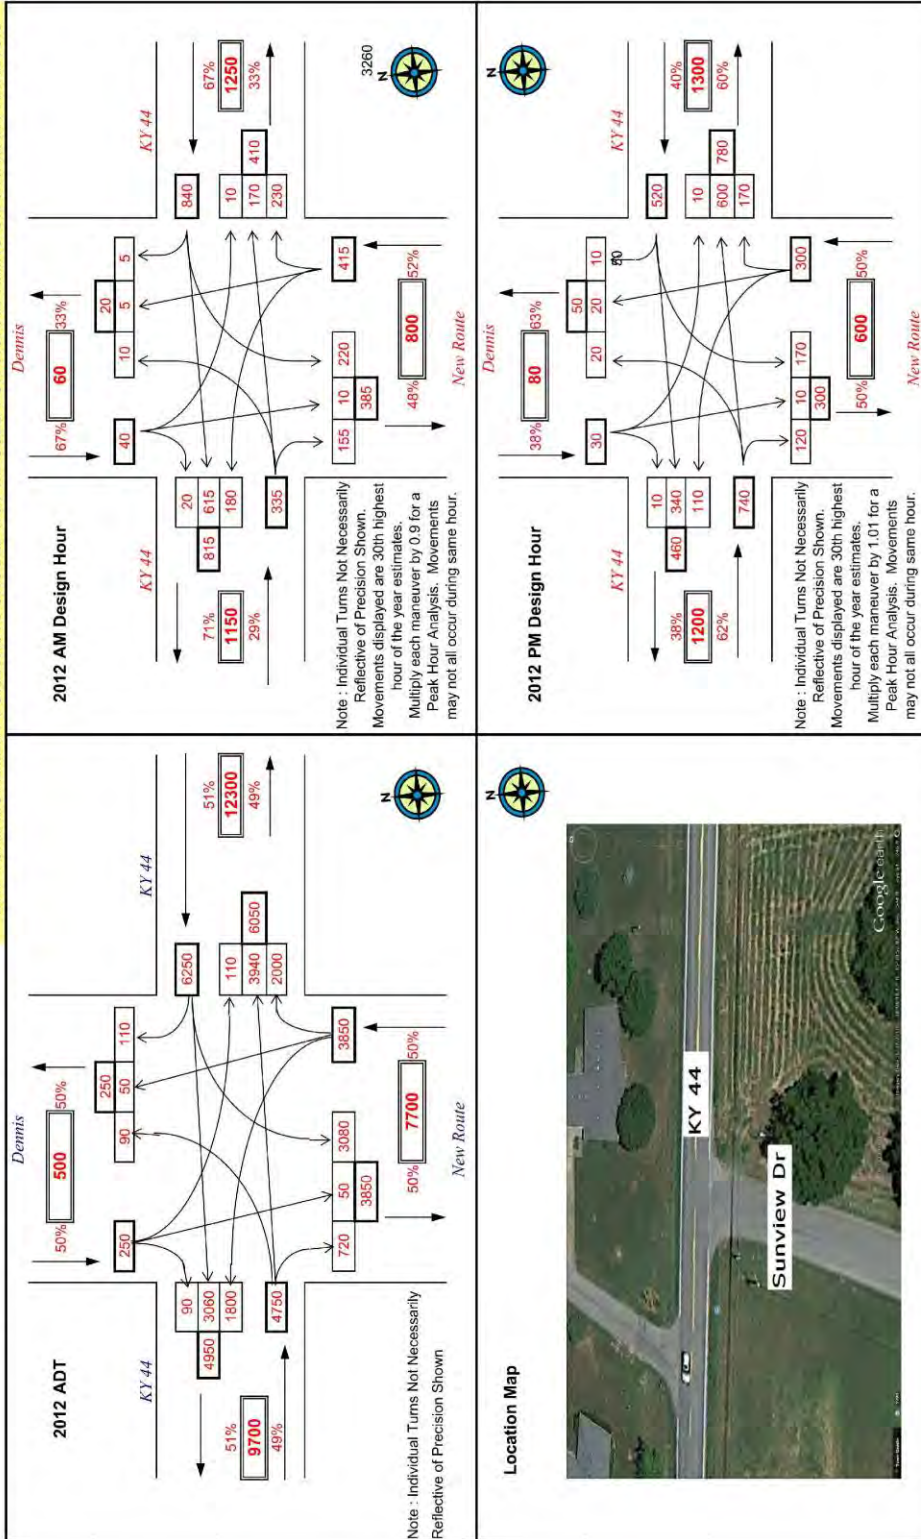 2012 ADT
KY 44
KY 44
Dennis
New Route
50%
500
50%
250
250
90
50
110
6250
51%
12300
49%
110
3940
2000
6050
90
3060
1800
4950
4750
51%
9700
49%
720
50
3080
3850
3850
50%
7700
50%
N
Note : Individual Turns Not Necessarily
Reflective of Precision Shown
2012 AM Design Hour
KY 44
KY 44
Dennis
New Route
67%
60
33%
40
20
10
5
5
840
67%
1250
33%
10
170
230
410
20
615
180
815
335
71%
1150
29%
155
10
220
385
415
48%
800
52%
3260
N
Note : Individual Turns Not Necessarily
Reflective of Precision Shown.
Movements displayed are 30th highest
hour of the year estimates.
Multiply each maneuver by 0.9 for a
Peak Hour Analysis. Movements
may not all occur during same hour.
Location Map
N
KY 44
Sunview Dr
Google earth
2012 PM Design Hour
KY 44
KY 44
Dennis
New Route
38%
80
63%
30
50
20
20
10
520
40%
1300
60%
10
600
170
780
10
340
110
460
740
38%
1200
62%
120
10
170
300
300
50%
600
50%
N
Note : Individual Turns Not Necessarily
Reflective of Precision Shown.
Movements displayed are 30th highest
hour of the year estimates.
Multiply each maneuver by 1.01 for a
Peak Hour Analysis. Movements
may not all occur during same hour.